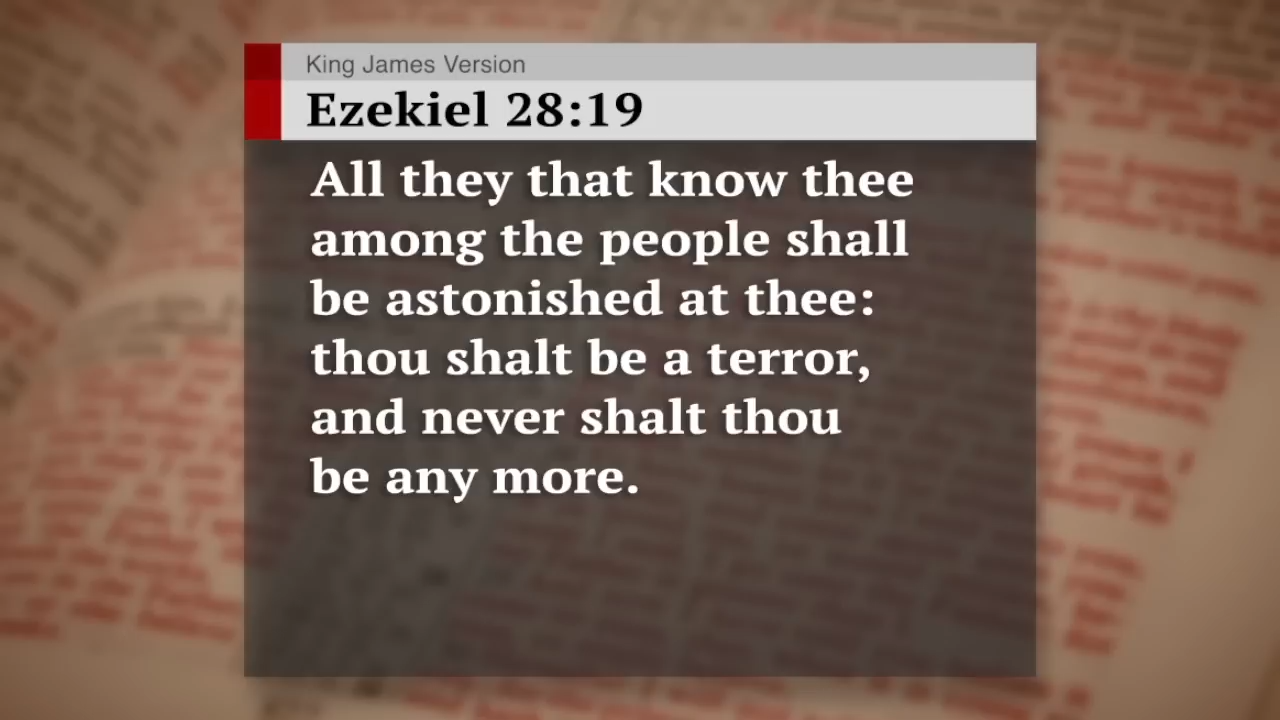 King James Version
Ezekiel 28:19
All they that know thee
among the people shall
be astonished at thee:
thou shalt be a terror,
and never shalt thou
be any more.